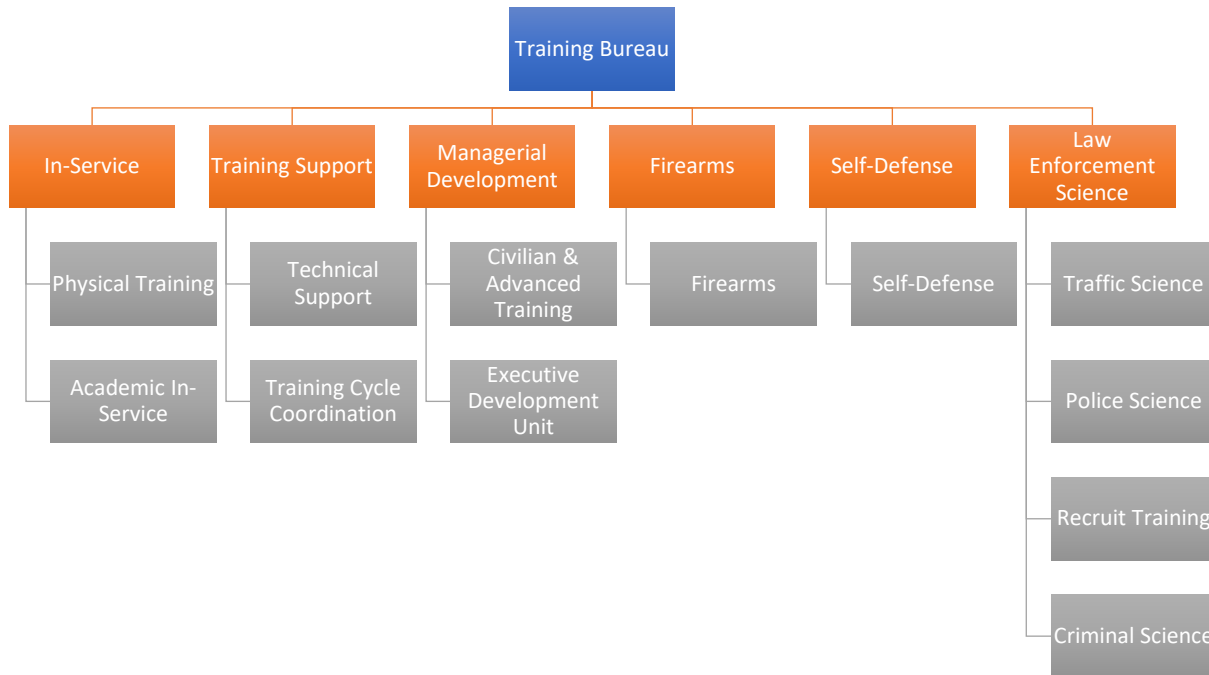 Training Bureau
In-Service
Training Support
Managerial
Development
Firearms
Self-Defense
Law
Enforcement
Science
Physical Training
Technical
Support
Civilian &
Advanced
Training
Firearms
Self-Defense
Traffic Science
Academic In-
Service
Training Cycle
Coordination
Executive
Development
Unit
Police Science
Recruit Training
Criminal Science